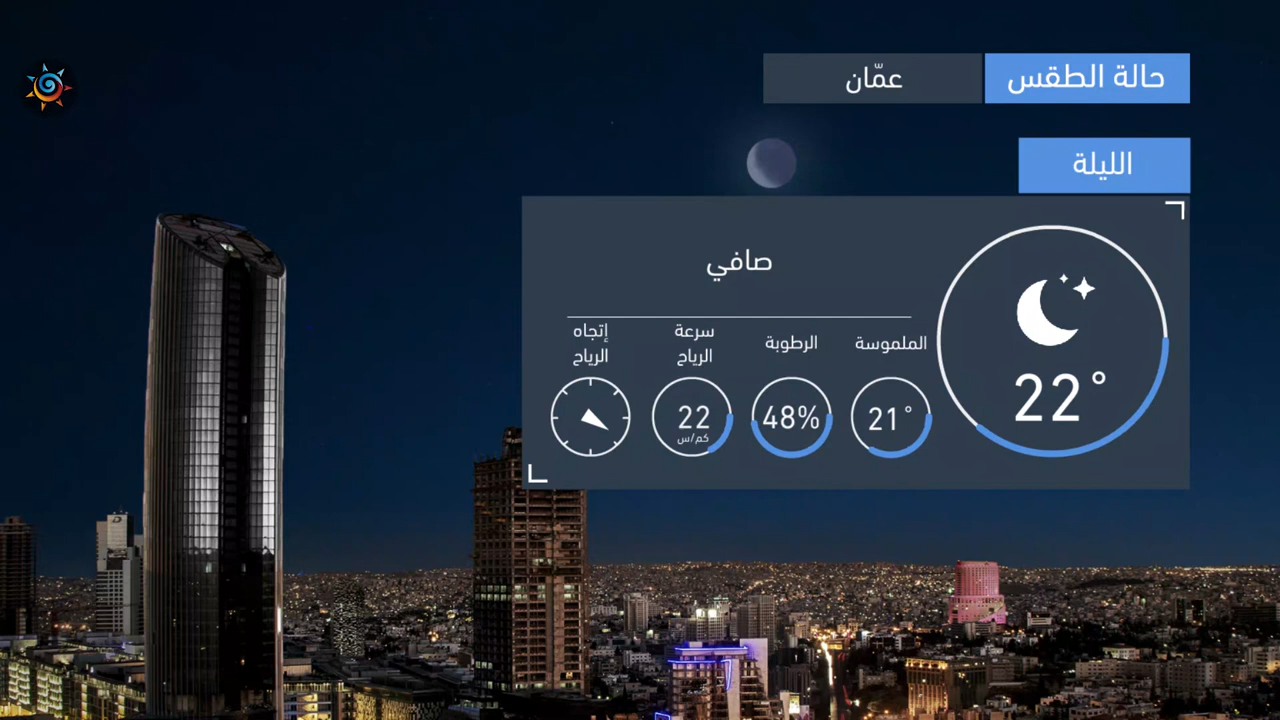 حالة الطقس
عمّان
الليلة
صافي
22°
الملموسة
21°
الرطوبة
48%
سرعة
الرياح
22
كم/س
إتجاه
الرياح